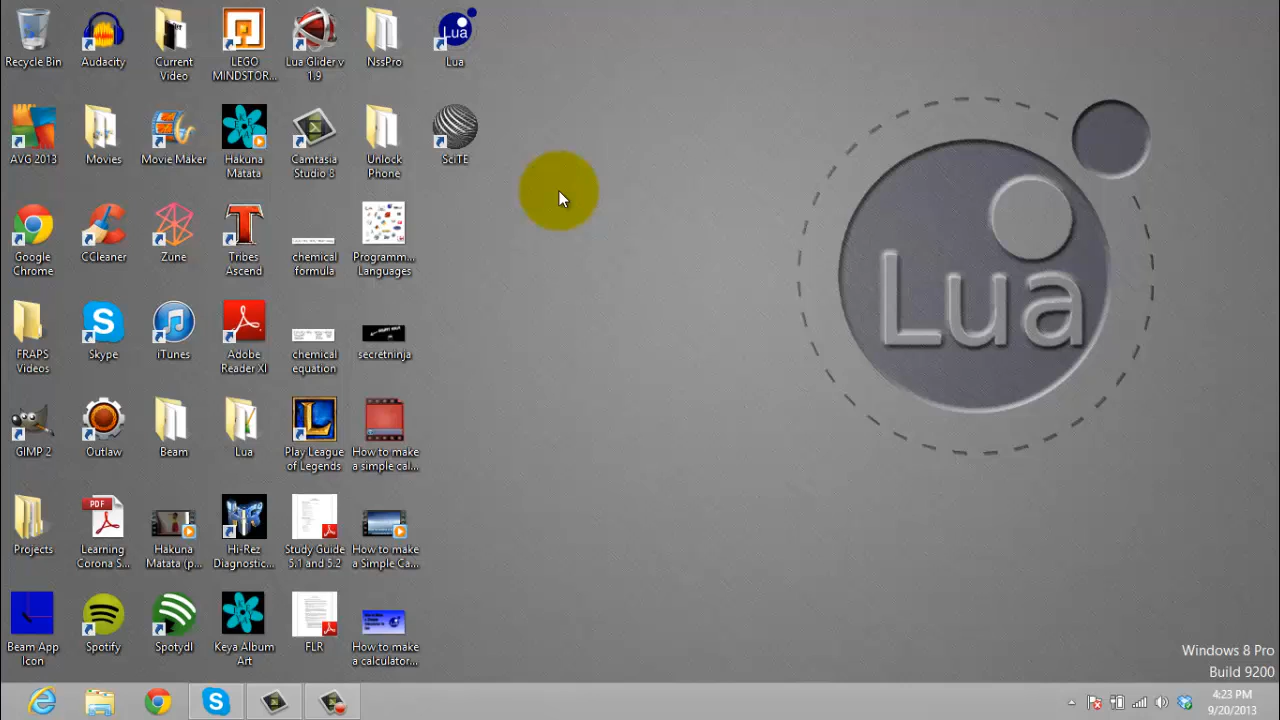 Recycle Bin
Audacity
Current
Video
LEGO
MINDSTOR...
Lua Glider v
1.9
NssPro
Lua
Lua
AVG 2013
Movies
Movie Maker
Hakuna
Matata
Camtasia
Studio 8
Unlock
Phone
SciTE
Google
Chrome
CCleaner
Zune
Tribes
Ascend
chemical
formula
Programm...
Languages
Lua
FRAPS
Videos
Skype
iTunes
Adobe
Reader XI
chemical
equation
secretninja
GIMP 2
Outlaw
Beam
Lua
Play League
of Legends
How to make
a simple cal...
Projects
PDF
Learning
Corona S...
Hakuna
Matata (p...
Hi-Rez
Diagnostic...
Study Guide
5.1 and 5.2
How to make
a Simple Ca...
Beam App
Icon
Spotify
Spotydl
Keya Album
Art
FLR
How to make
a calculator...
Windows 8 Pro
Build 9200
4:23 PM
9/20/2013